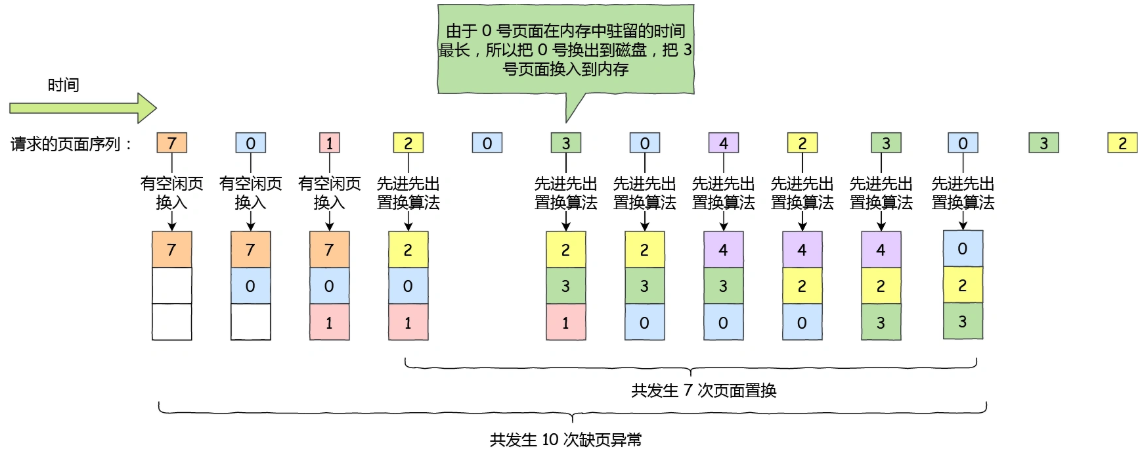 由于 0 号页面在内存中驻留的时间
最长，所以把 0 号换出到磁盘，把 3
号页面换入到内存
时间
请求的页面序列： 7 0 1 2 0 3 0 4 2 3 0 3 2
有空闲页 有空闲页 有空闲页 先进先出 先进先出 先进先出 先进先出 先进先出 先进先出 先进先出
换入 换入 换入 置换算法 置换算法 置换算法 置换算法 置换算法 置换算法 置换算法
7 7 7 2 2 2 4 4 4 0
0 0 0 3 3 3 2 2 2
1 1 1 0 0 0 3 3
共发生 7 次页面置换
共发生 10 次缺页异常